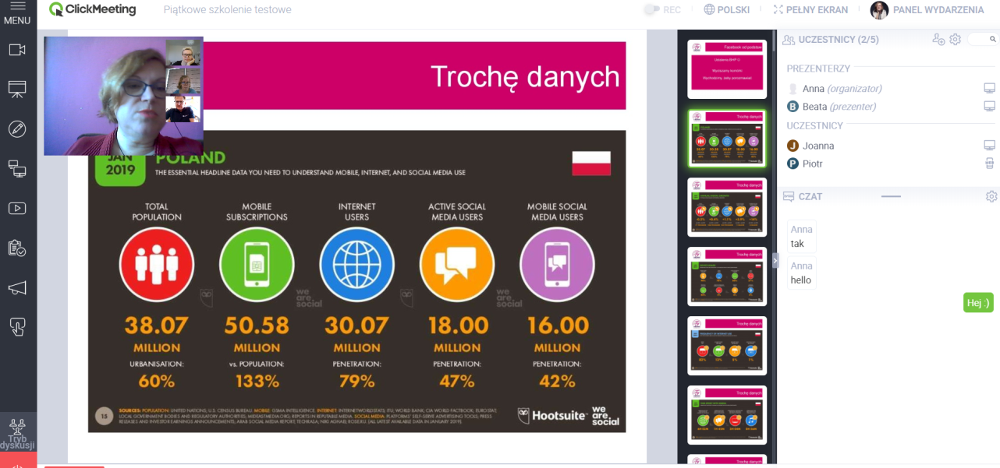 MENU
ClickMeeting
Piątkowe szkolenie testowe
REC
POLSKI
PEŁNY EKRAN
PANEL WYDARZENIA
Trochę danych
JAN
2019
POLAND
THE ESSENTIAL HEADLINE DATA YOU NEED TO UNDERSTAND MOBILE, INTERNET, AND SOCIAL MEDIA USE
TOTAL
POPULATION
38.07
MILLION
URBANISATION:
60%
MOBILE
SUBSCRIPTIONS
50.58
MILLION
vs. POPULATION:
133%
INTERNET
USERS
30.07
MILLION
PENETRATION:
79%
ACTIVE SOCIAL
MEDIA USERS
18.00
MILLION
PENETRATION:
47%
MOBILE SOCIAL
MEDIA USERS
16.00
MILLION
PENETRATION:
42%
we
are.
social
we
are.
social
15
SOURCES: POPULATION: UNITED NATIONS; U.S. CENSUS BUREAU. MOBILE: GSMA INTELLIGENCE. INTERNET: INTERNETWORLDSTATS; ITU; WORLD BANK; CIA WORLD FACTBOOK; EUROSTAT;
LOCAL GOVERNMENT BODIES AND REGULATORY AUTHORITIES; MIDEASTMEDIA.ORG; REPORTS IN REPUTABLE MEDIA. SOCIAL MEDIA: PLATFORMS' SELF-SERVE ADVERTISING TOOLS; PRESS
RELEASES AND INVESTOR EARNINGS ANNOUNCEMENTS; ARAB SOCIAL MEDIA REPORT; TECHRASA; NIKI AGHAEI; ROSE.RU. (ALL LATEST AVAILABLE DATA IN JANUARY 2019).
Hootsuite
we
are.
social
Facebook od podstaw
Trochę danych
Trochę danych
Trochę danych
Trochę danych
Trochę danych
Trochę danych
UCZESTNICY (2/5)
PREZENTERZY
Anna (organizator)
B Beata (prezenter)
UCZESTNICY
J Joanna
P Piotr
CZAT
Anna
tak
Anna
hello
Hej :)
Tryb
dyskusji